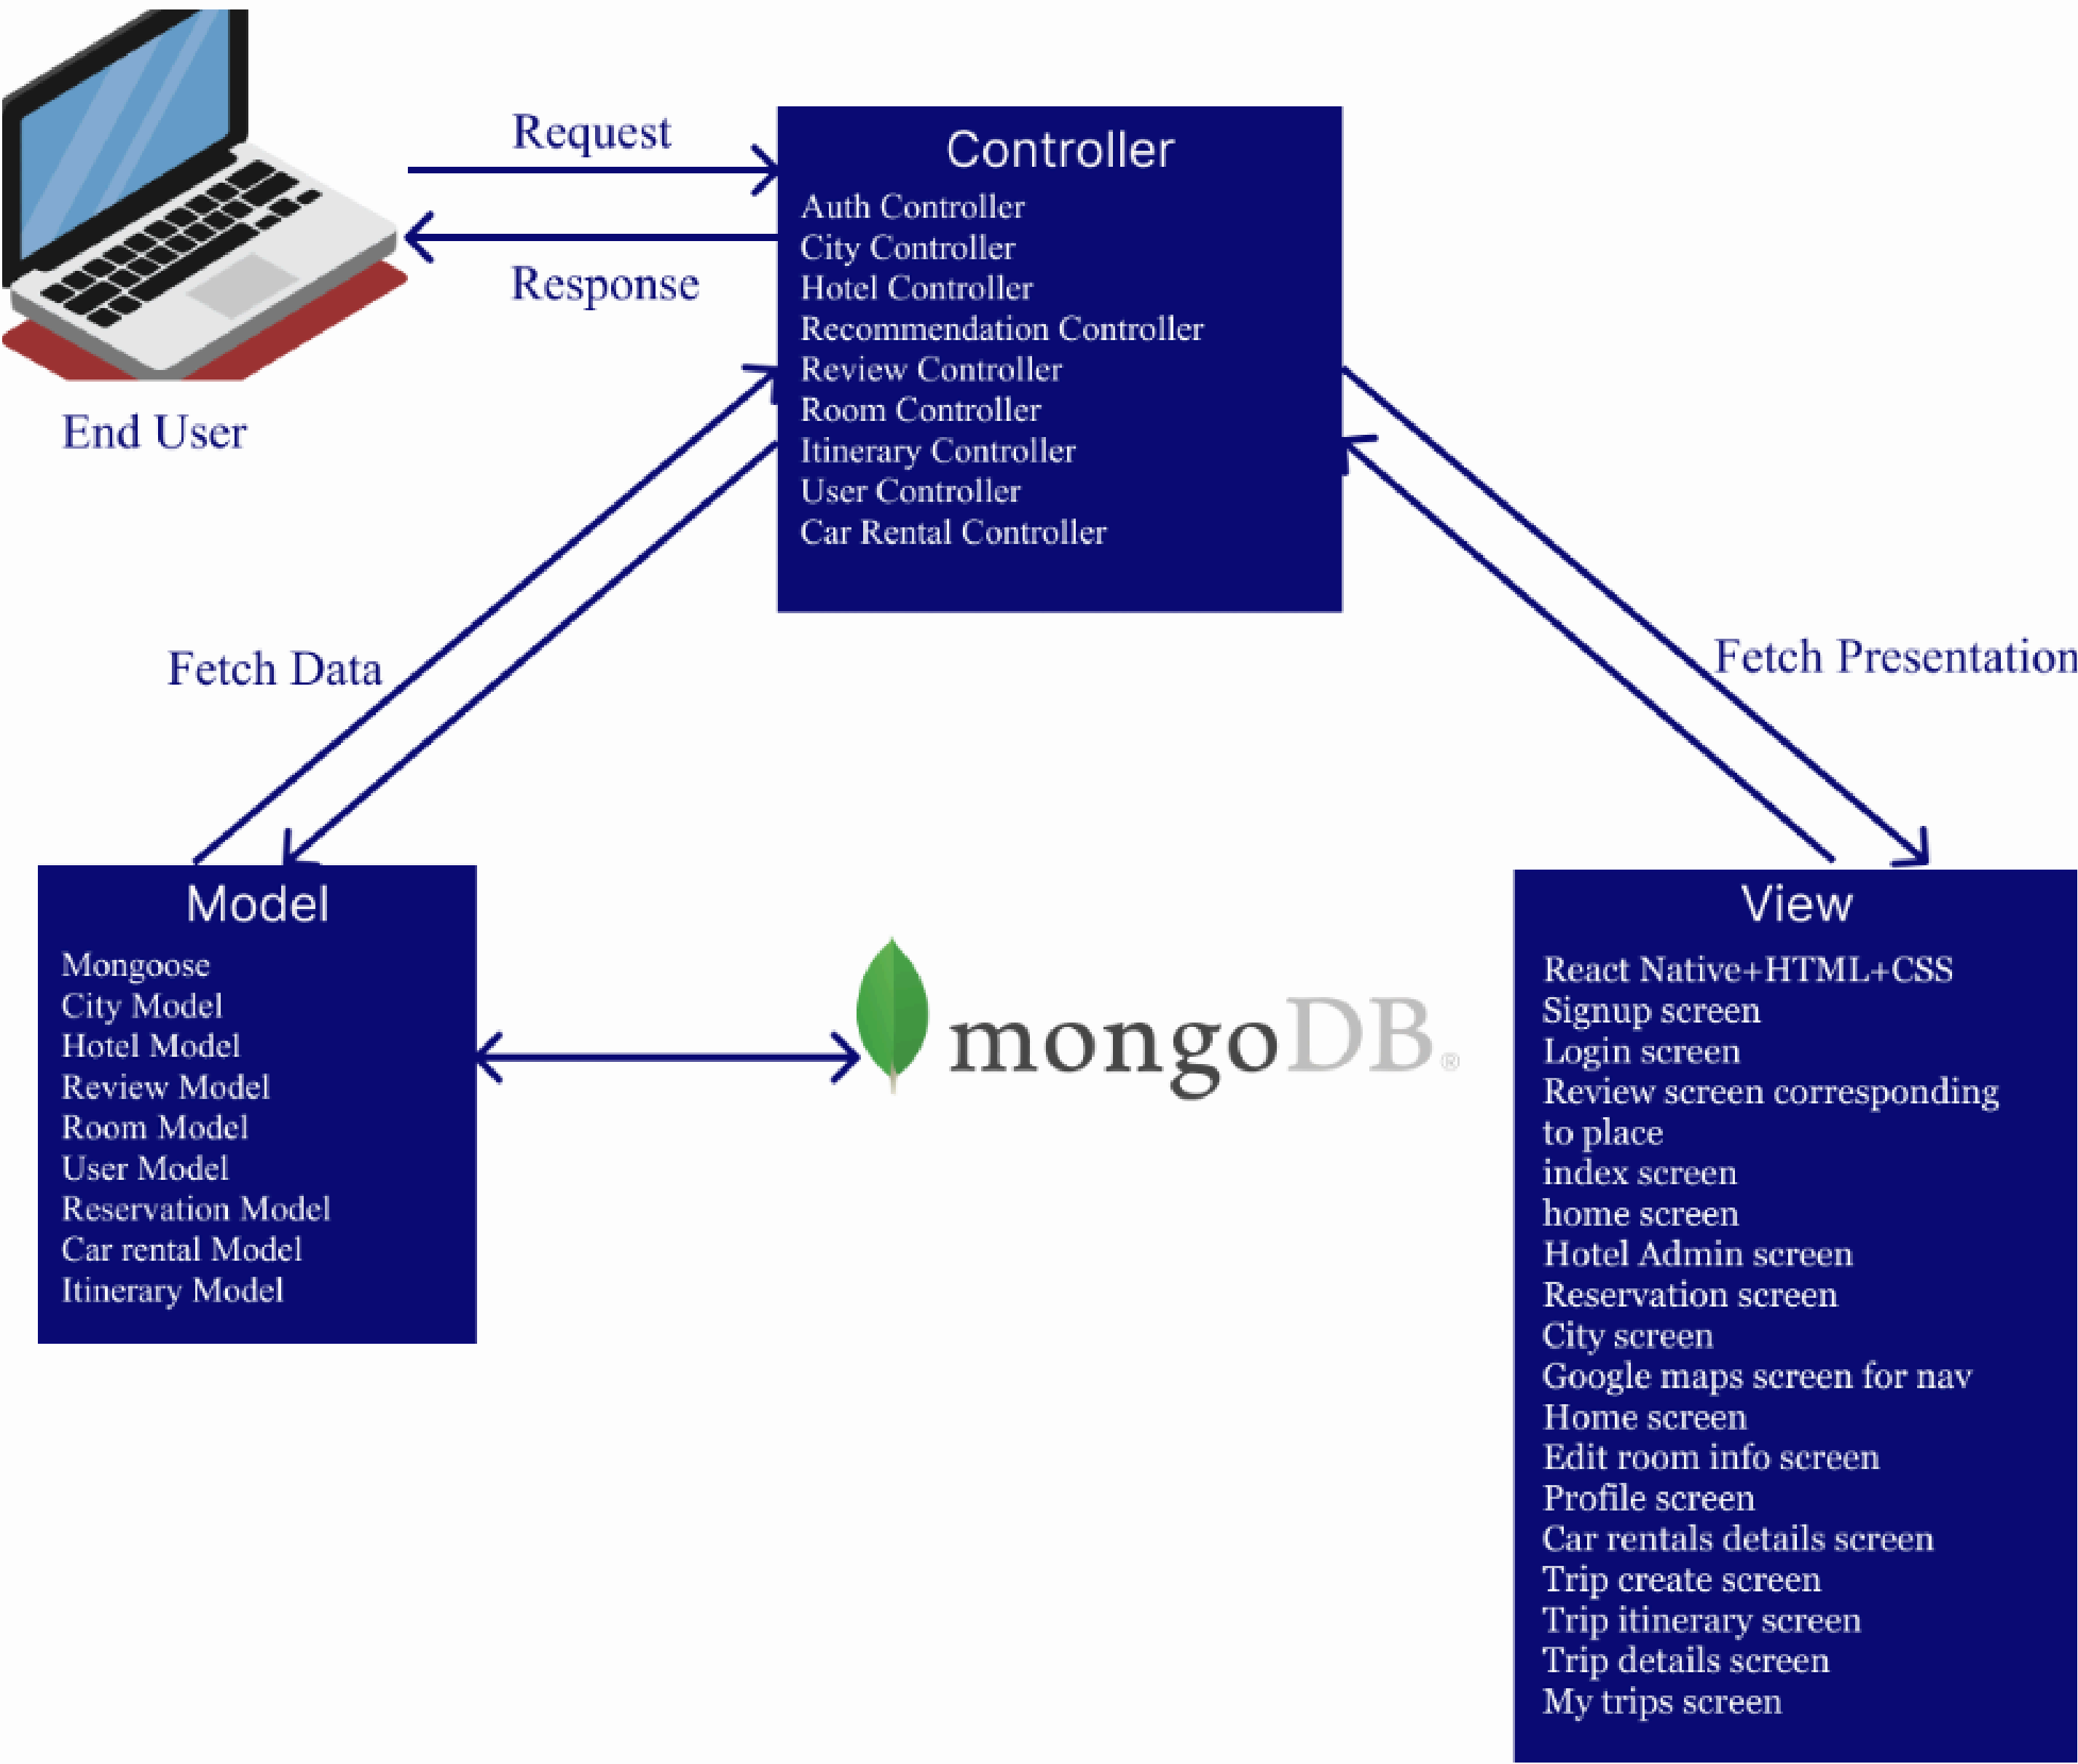 Request
Response
End User
Controller
Auth Controller
City Controller
Hotel Controller
Recommendation Controller
Review Controller
Room Controller
Itinerary Controller
User Controller
Car Rental Controller
Fetch Data
Fetch Presentation
Model
Mongoose
City Model
Hotel Model
Review Model
Room Model
User Model
Reservation Model
Car rental Model
Itinerary Model
mongoDB®
View
React Native+HTML+CSS
Signup screen
Login screen
Review screen corresponding
to place
index screen
home screen
Hotel Admin screen
Reservation screen
City screen
Google maps screen for nav
Home screen
Edit room info screen
Profile screen
Car rentals details screen
Trip create screen
Trip itinerary screen
Trip details screen
My trips screen